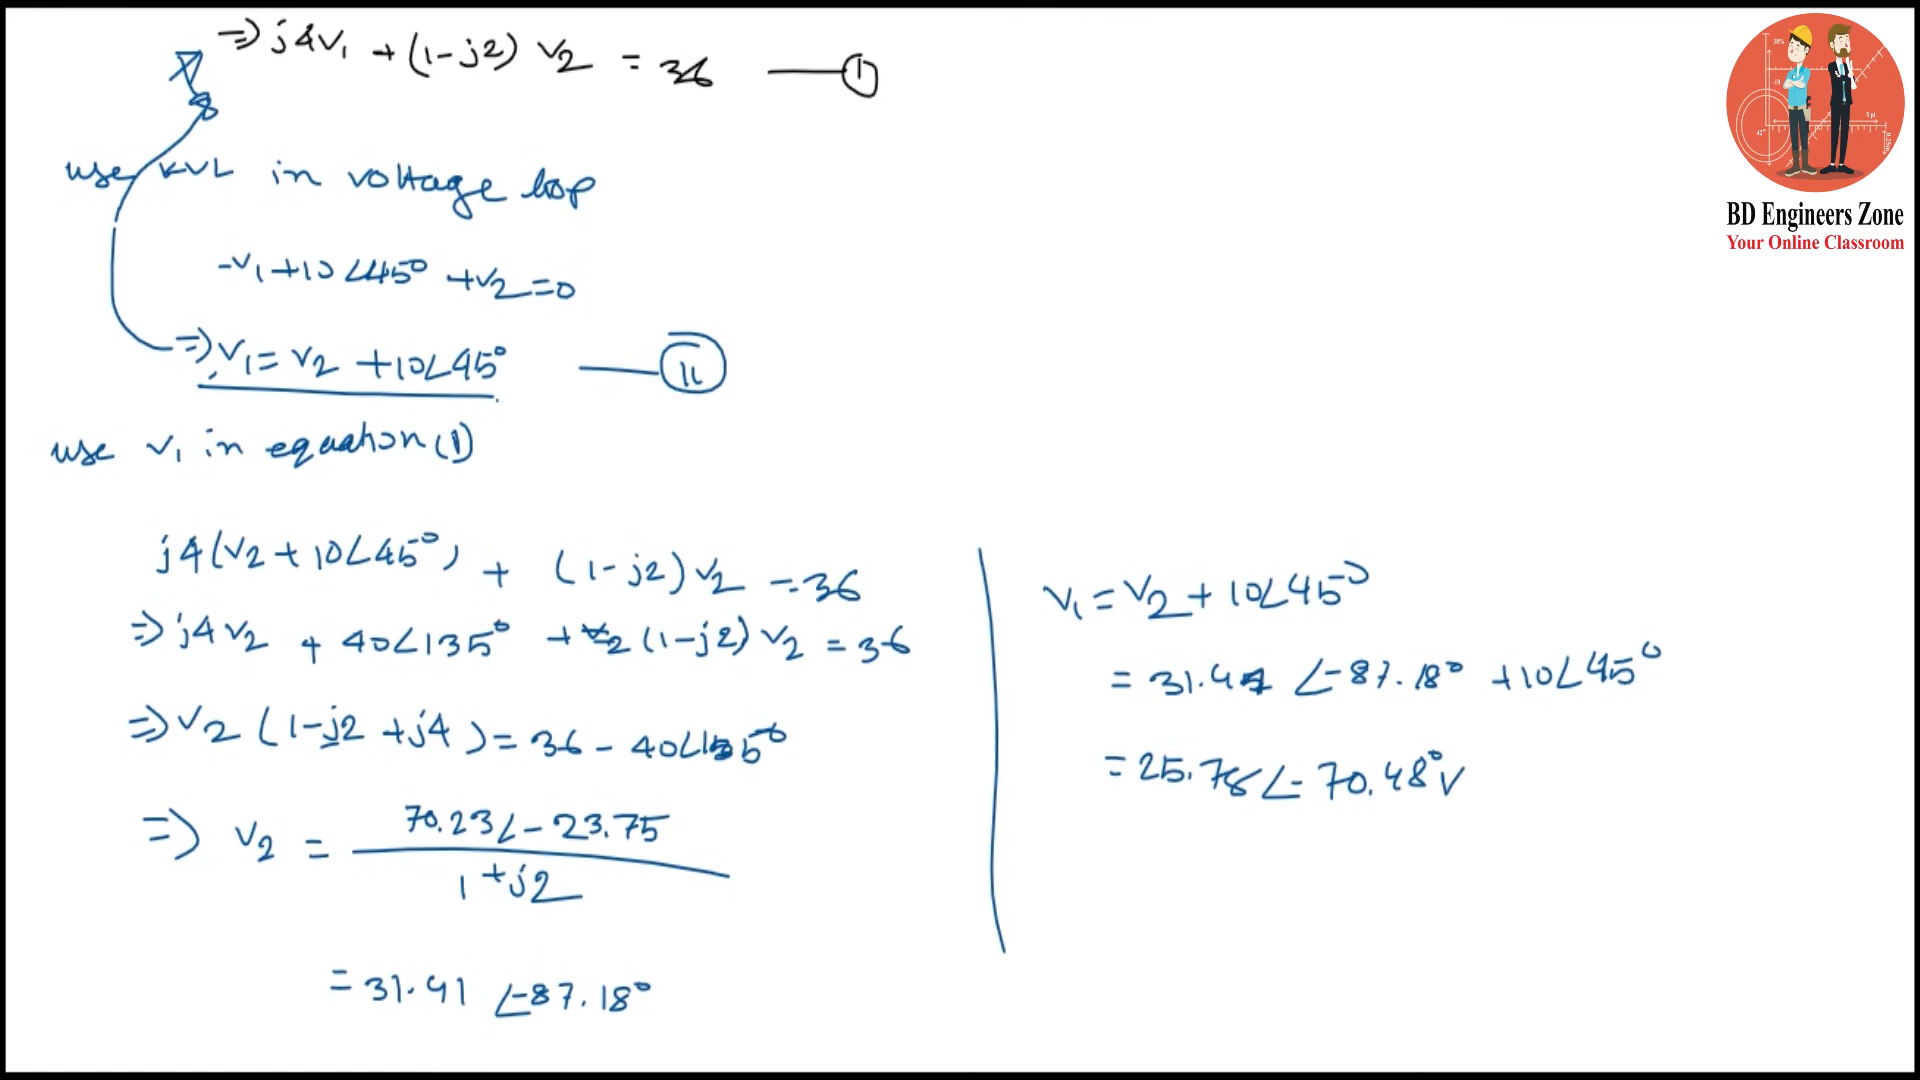 ⇒ j4V₁ + (1-j2) V₂ = 36 —— ①
use KVL in voltage loop
-V₁+10∠45° +V₂=0
⇒ V₁=V₂ +10∠45° —— (II)
use V₁ in equation (1)
j4(V₂+10∠45°) + (1-j2)V₂ = 36
⇒ j4V₂ + 40∠135° + (1-j2)V₂ = 36
⇒ V₂ (1-j2 +j4) = 36 - 40∠135°
⇒ V₂ = 70.23∠-23.75
1+j2
= 31.41 ∠-87.18°
V₁ = V₂ + 10∠45°
= 31.41 ∠-87.18° +10∠45°
= 25.78∠-70.48° V
BD Engineers Zone
Your Online Classroom